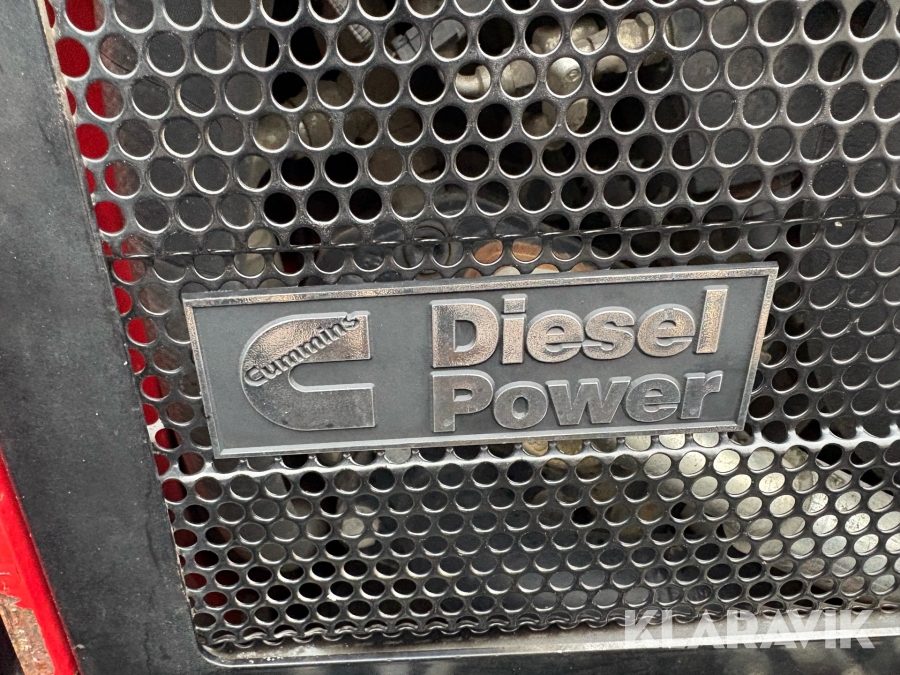 Cummins
Diesel
Power
KLARAVIK